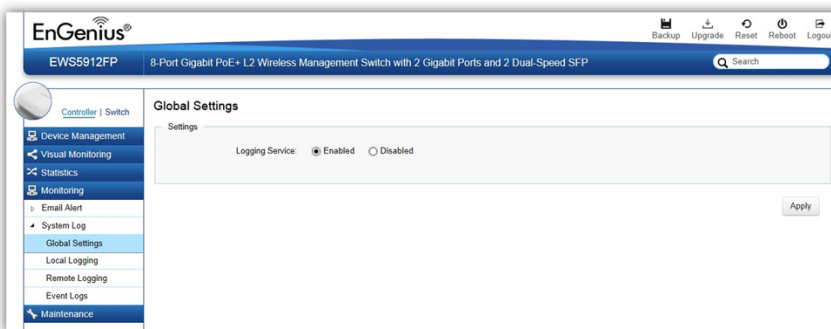 EnGenius®
Backup Upgrade Reset Reboot Logout
EWS5912FP
8-Port Gigabit PoE+ L2 Wireless Management Switch with 2 Gigabit Ports and 2 Dual-Speed SFP
Search
Controller | Switch
Global Settings
Settings
Logging Service: Enabled Disabled
Apply
Device Management
Visual Monitoring
Statistics
Monitoring
Email Alert
System Log
Global Settings
Local Logging
Remote Logging
Event Logs
Maintenance